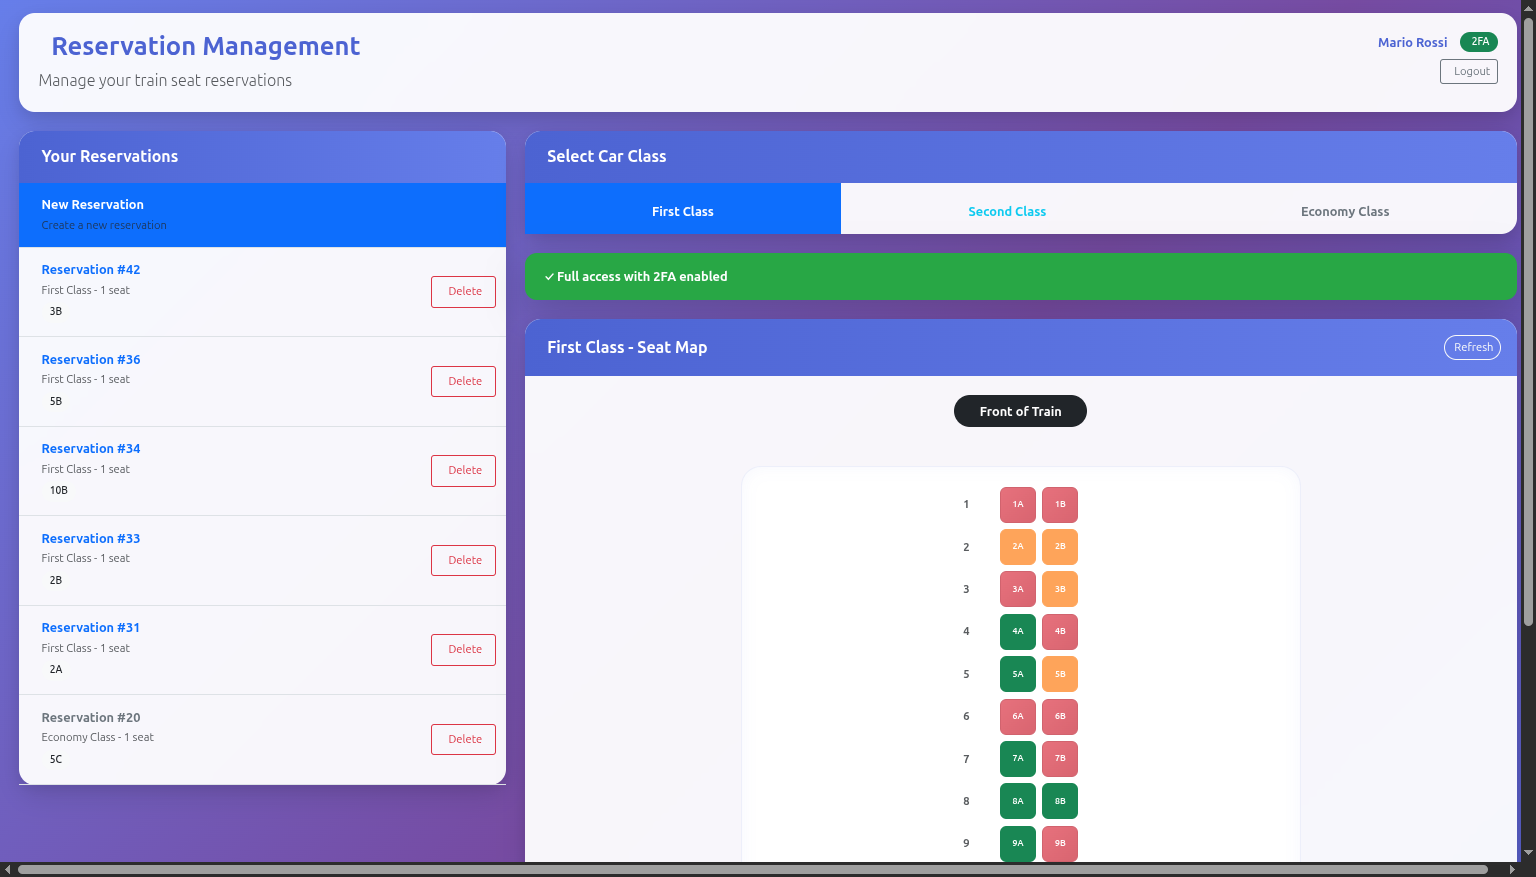 Reservation Management
Manage your train seat reservations
Mario Rossi 2FA
Logout
Your Reservations
New Reservation
Create a new reservation
Reservation #42
First Class - 1 seat
3B
Delete
Reservation #36
First Class - 1 seat
5B
Delete
Reservation #34
First Class - 1 seat
10B
Delete
Reservation #33
First Class - 1 seat
2B
Delete
Reservation #31
First Class - 1 seat
2A
Delete
Reservation #20
Economy Class - 1 seat
5C
Delete
Select Car Class
First Class Second Class Economy Class
✓ Full access with 2FA enabled
First Class - Seat Map Refresh
Front of Train
1 1A 1B
2 2A 2B
3 3A 3B
4 4A 4B
5 5A 5B
6 6A 6B
7 7A 7B
8 8A 8B
9 9A 9B